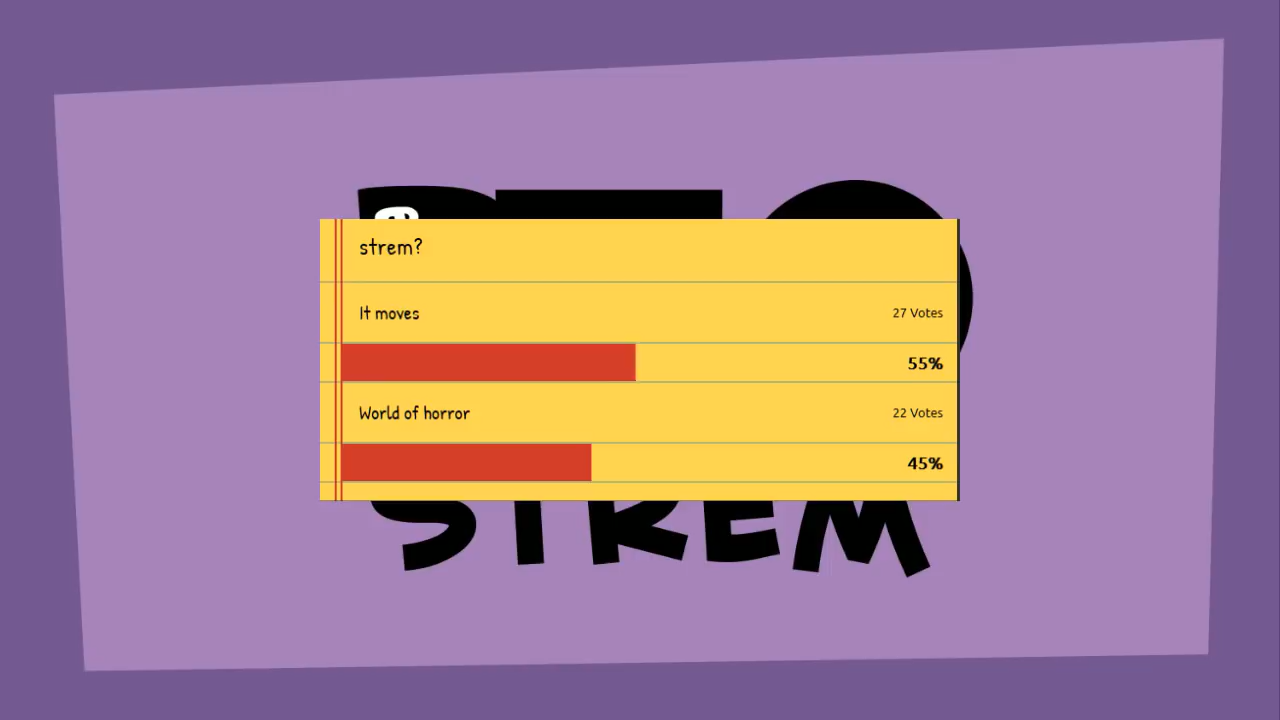 strem?
It moves
27 Votes
55%
World of horror
22 Votes
45%
STREM